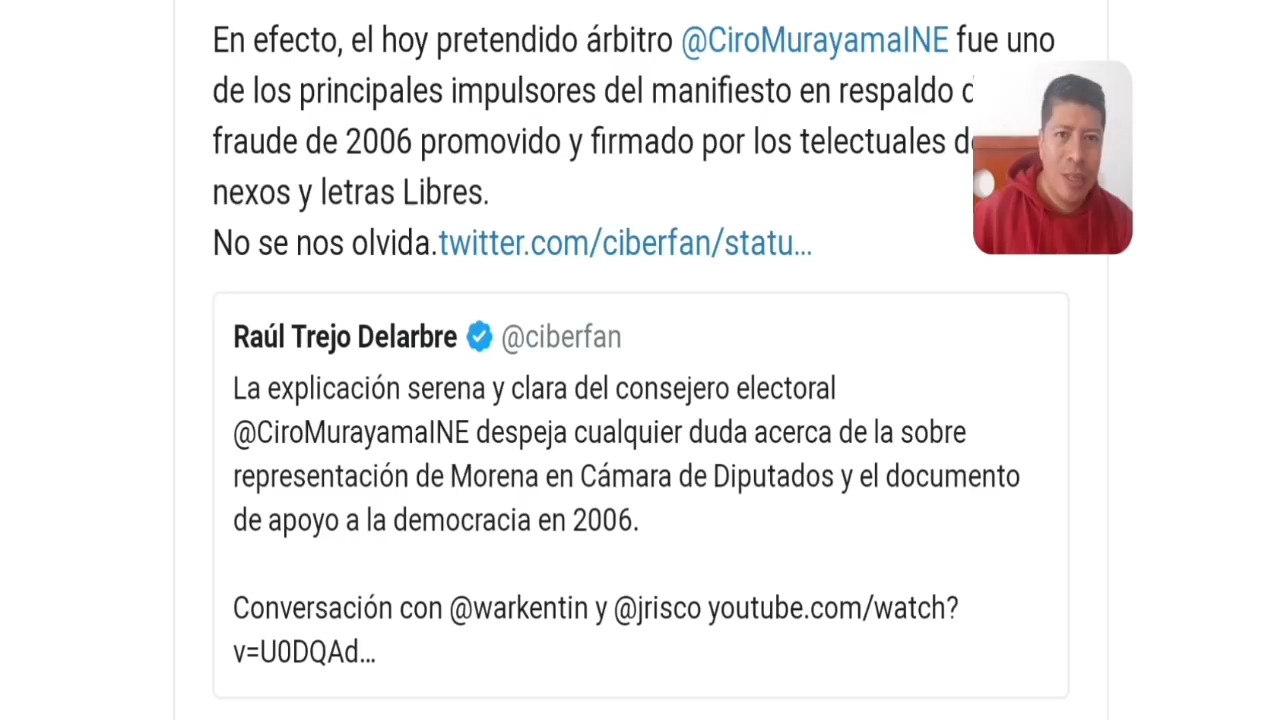 En efecto, el hoy pretendido árbitro @CiroMurayamaINE fue uno
de los principales impulsores del manifiesto en respaldo
fraude de 2006 promovido y firmado por los telectuales
nexos y letras Libres.
No se nos olvida.twitter.com/ciberfan/statu…
Raúl Trejo Delarbre @ciberfan
La explicación serena y clara del consejero electoral
@CiroMurayamaINE despeja cualquier duda acerca de la sobre
representación de Morena en Cámara de Diputados y el documento
de apoyo a la democracia en 2006.
Conversación con @warkentin y @jrisco youtube.com/watch?
v=U0DQAd…